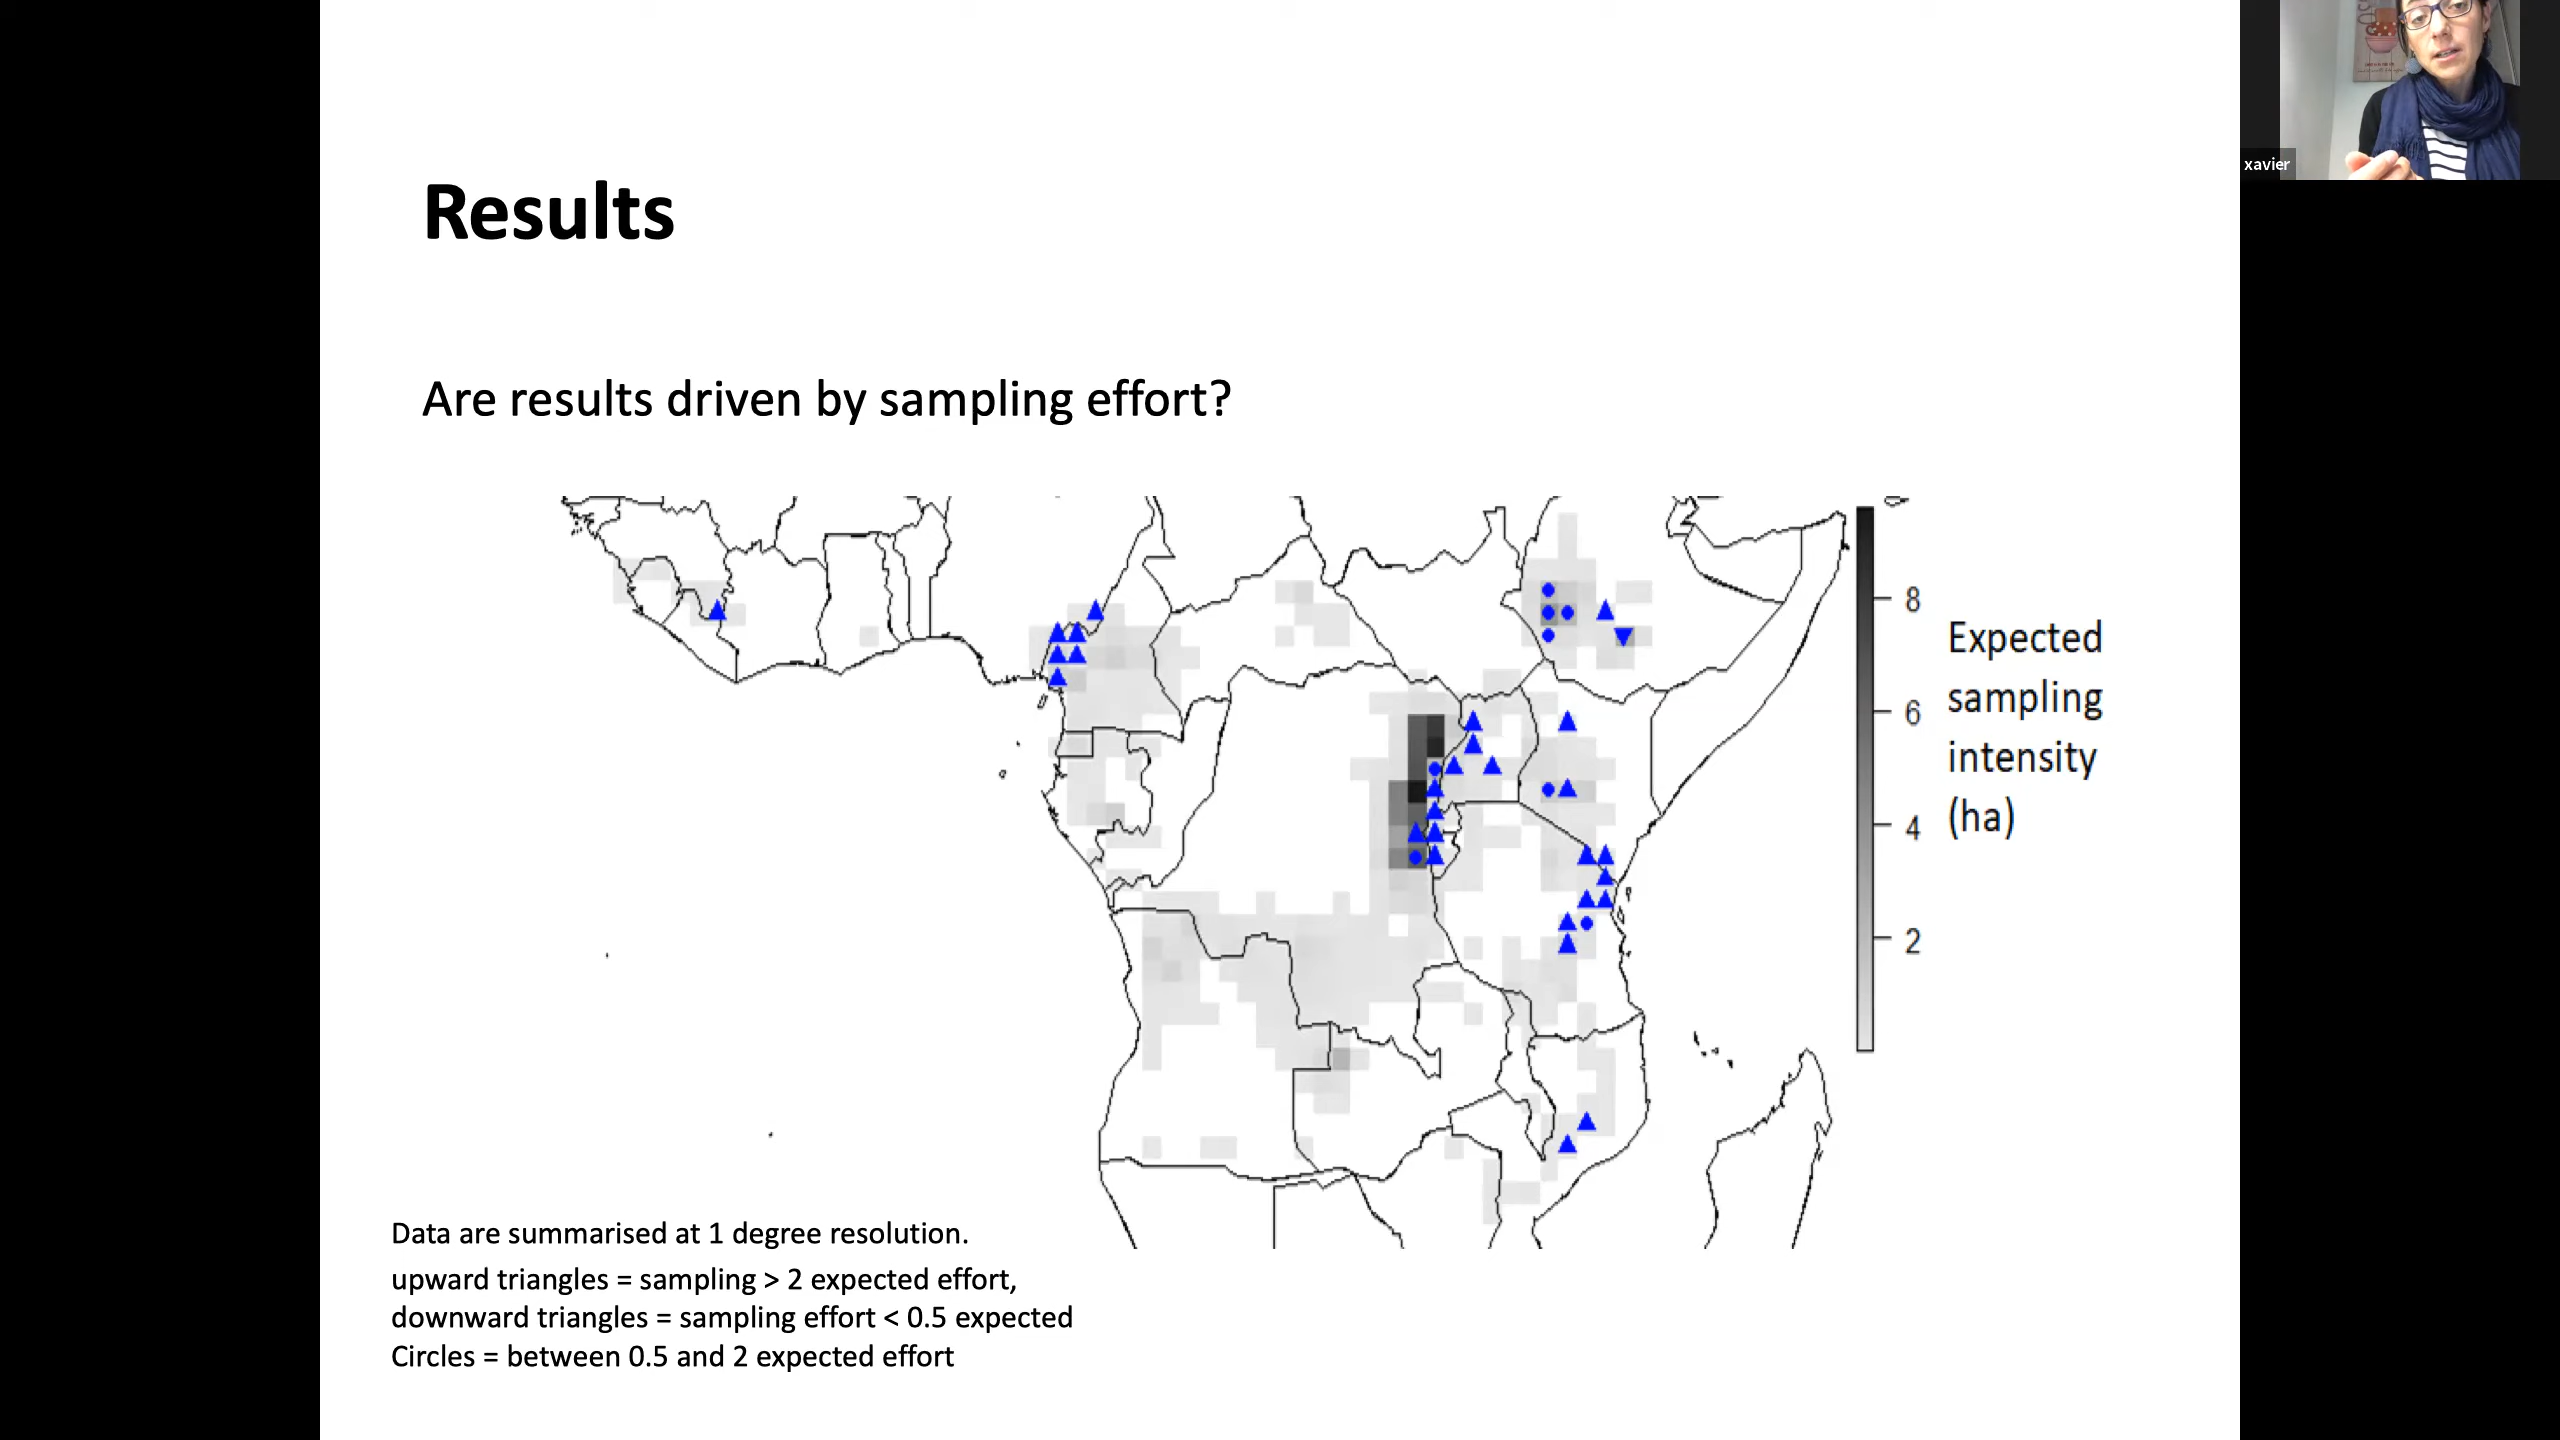 xavier
Results
Are results driven by sampling effort?
8
6
4
2
Expected
sampling
intensity
(ha)
Data are summarised at 1 degree resolution.
upward triangles = sampling > 2 expected effort,
downward triangles = sampling effort < 0.5 expected
Circles = between 0.5 and 2 expected effort